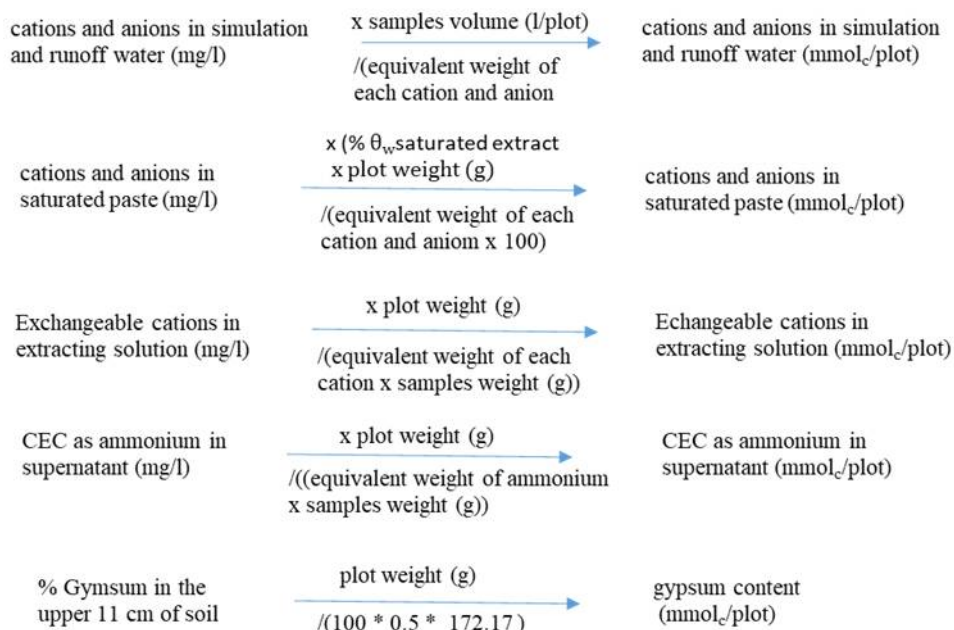 cations and anions in simulation
and runoff water (mg/l)
x samples volume (l/plot)
/(equivalent weight of
each cation and anion
cations and anions in simulation
and runoff water (mmolc/plot)
cations and anions in
saturated paste (mg/l)
x (% θw saturated extract
x plot weight (g)
/(equivalent weight of each
cation and aniom x 100)
cations and anions in
saturated paste (mmolc/plot)
Exchangeable cations in
extracting solution (mg/l)
x plot weight (g)
/(equivalent weight of each
cation x samples weight (g))
Echangeable cations in
extracting solution (mmolc/plot)
CEC as ammonium in
supernatant (mg/l)
x plot weight (g)
/((equivalent weight of ammonium
x samples weight (g))
CEC as ammonium in
supernatant (mmolc/plot)
% Gymsum in the
upper 11 cm of soil
plot weight (g)
/(100 * 0.5 * 172.17 )
gypsum content
(mmolc/plot)